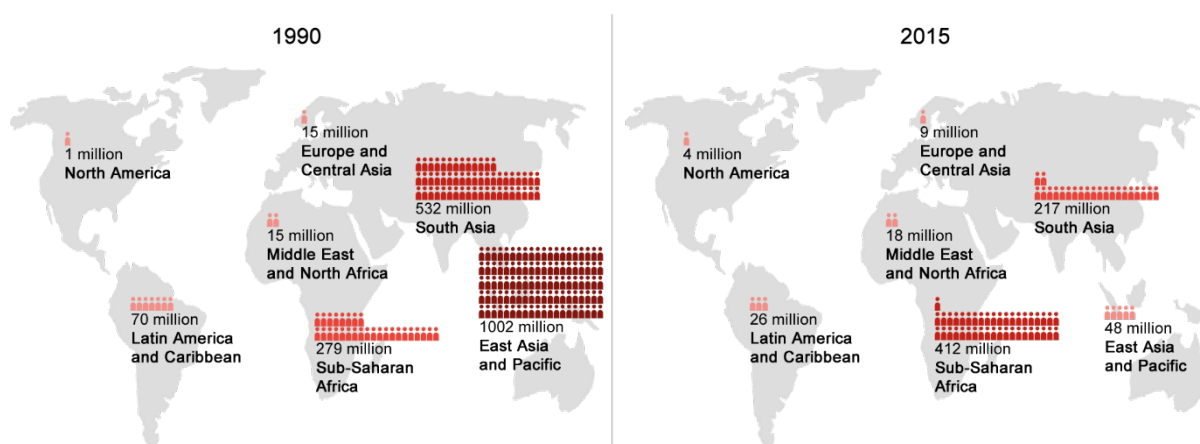 1990
1 million
North America
15 million
Europe and
Central Asia
532 million
South Asia
15 million
Middle East
and North Africa
1002 million
East Asia
and Pacific
70 million
Latin America
and Caribbean
279 million
Sub-Saharan
Africa
2015
4 million
North America
9 million
Europe and
Central Asia
217 million
South Asia
18 million
Middle East
and North Africa
26 million
Latin America
and Caribbean
412 million
Sub-Saharan
Africa
48 million
East Asia
and Pacific